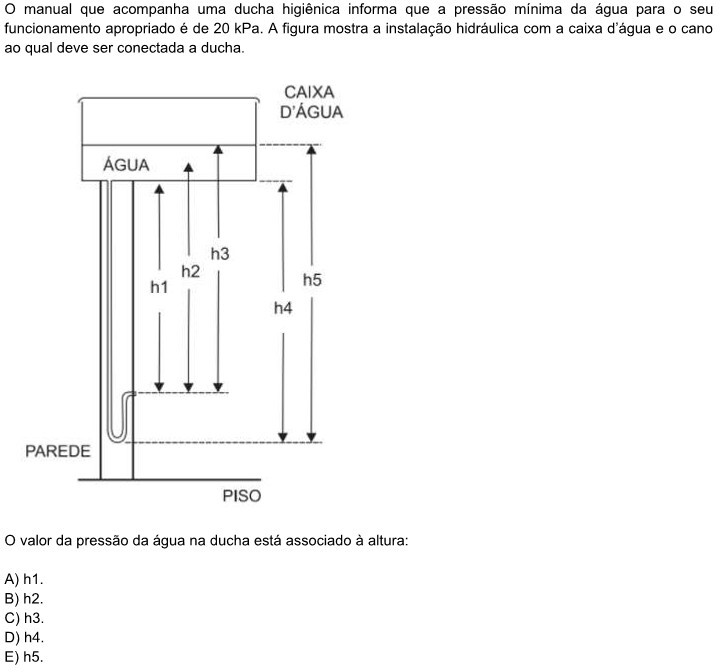 O manual que acompanha uma ducha higiênica informa que a pressão mínima da água para o seu
funcionamento apropriado é de 20 kPa. A figura mostra a instalação hidráulica com a caixa d'água e o cano
ao qual deve ser conectada a ducha.
CAIXA
D'ÁGUA
ÁGUA
h3
h2
h5
h1
h4
PAREDE
PISO
O valor da pressão da água na ducha está associado à altura:
A) h1.
B) h2.
C) h3.
D) h4.
E) h5.